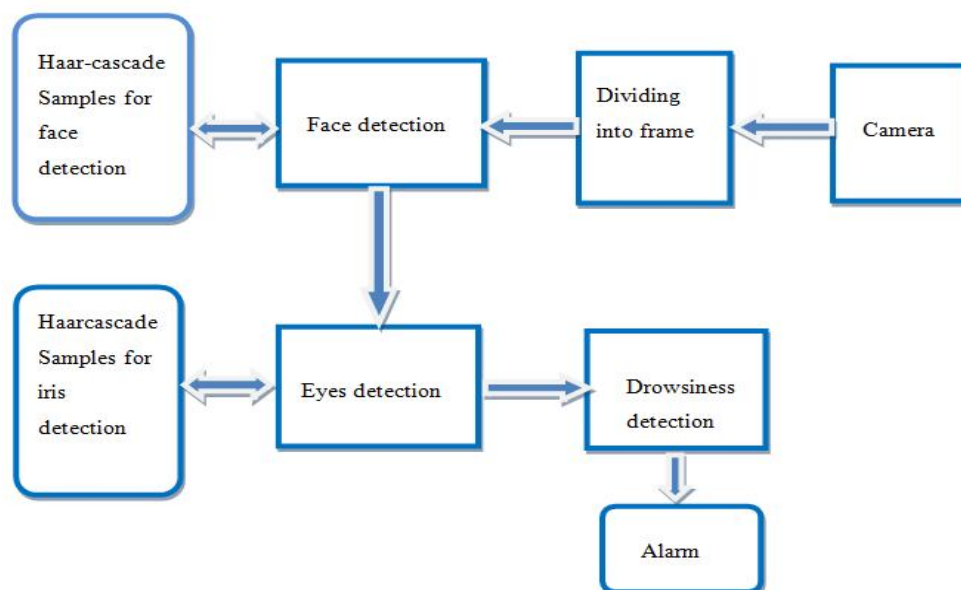 Haar-cascade
Samples for
face
detection
Face detection
Dividing
into frame
Camera
Haarcascade
Samples for
iris
detection
Eyes detection
Drowsiness
detection
Alarm